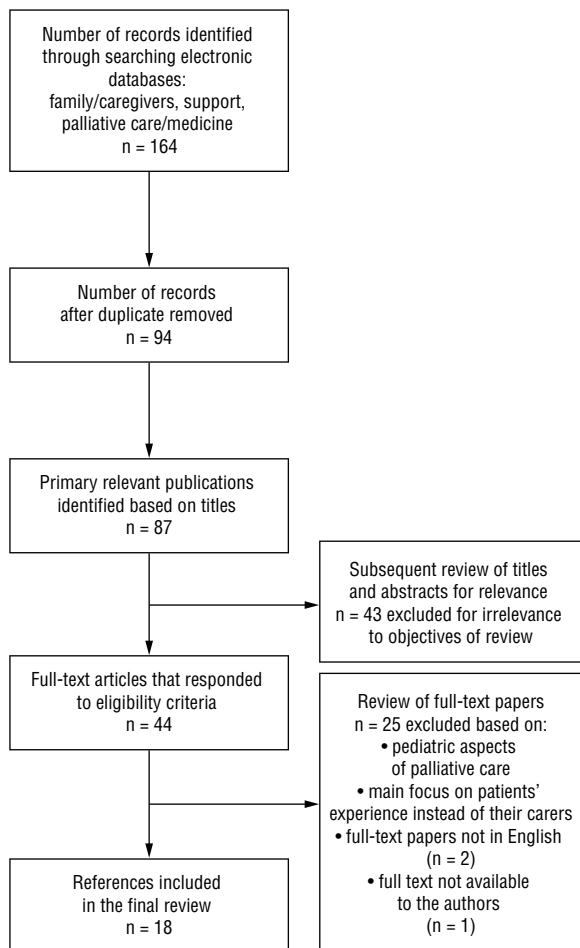 Number of records identified
through searching electronic
databases:
family/caregivers, support,
palliative care/medicine
n = 164
Number of records
after duplicate removed
n = 94
Primary relevant publications
identified based on titles
n = 87
Subsequent review of titles
and abstracts for relevance
n = 43 excluded for irrelevance
to objectives of review
Full-text articles that responded
to eligibility criteria
n = 44
Review of full-text papers
n = 25 excluded based on:
• pediatric aspects
of palliative care
• main focus on patients’
experience instead of their carers
• full-text papers not in English
(n = 2)
• full text not available
to the authors
(n = 1)
References included
in the final review
n = 18